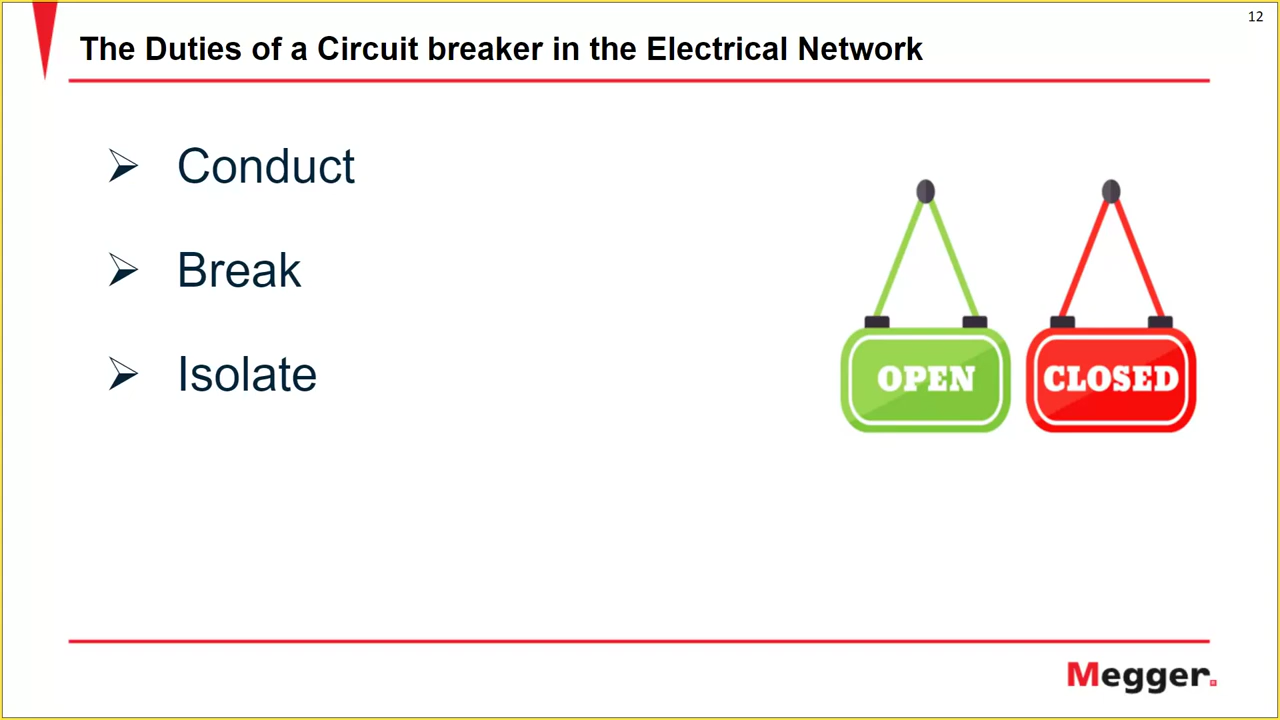 12
The Duties of a Circuit breaker in the Electrical Network
➢ Conduct
➢ Break
➢ Isolate
OPEN
CLOSED
Megger.